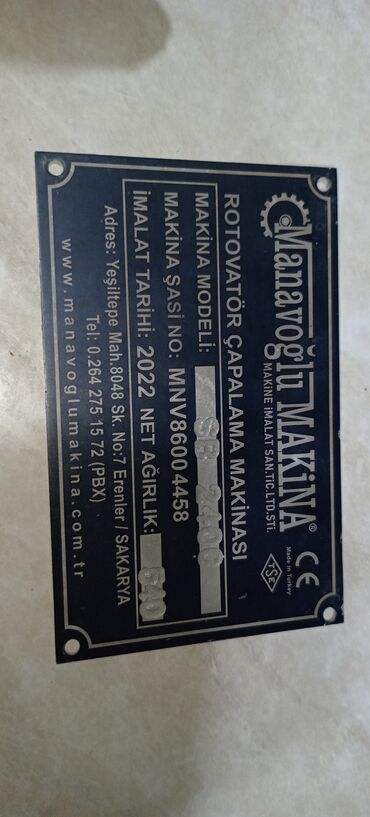 Manavoğlu MAKİNA ® CE
MAKİNE İMALAT SAN.TİC.LTD.ŞTİ.
Made in Turkey
TSE
ROTOVATÖR ÇAPALAMA MAKİNASI
MAKİNA MODELİ:
MAKİNA ŞASİ NO: MNV8600 4458
İMALAT TARİHİ: 2022 NET AĞIRLIK:
Adres: Yeşiltepe Mah.8048 Sk. No:7 Erenler / SAKARYA
Tel: 0.264 275 15 72 (PBX)
www.manavoglumakina.com.tr